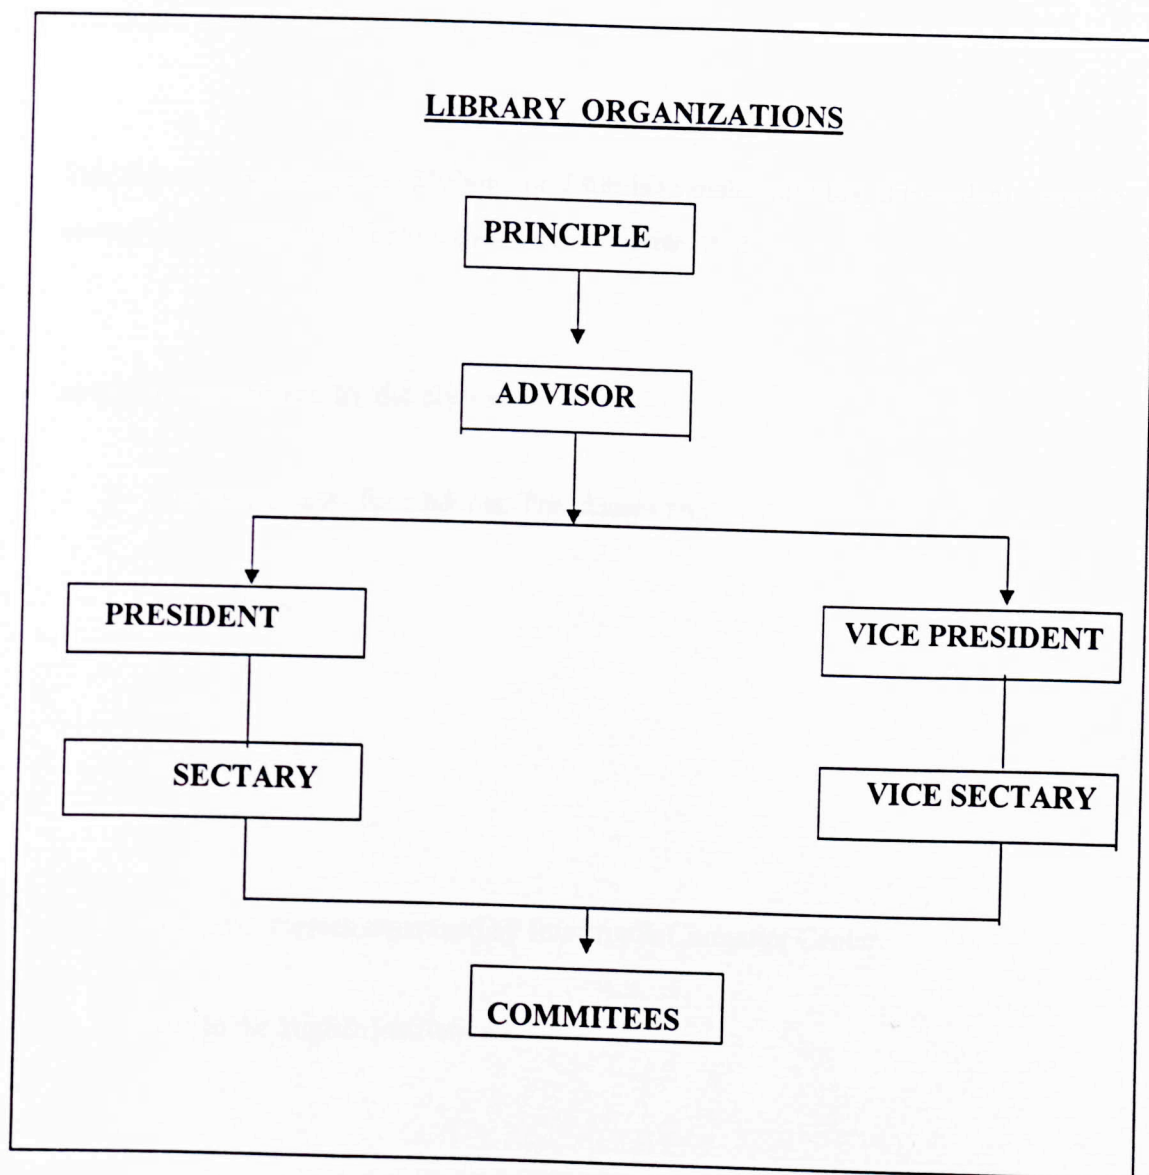 LIBRARY ORGANIZATIONS
PRINCIPLE
ADVISOR
PRESIDENT
VICE PRESIDENT
SECTARY
VICE SECTARY
COMMITEES